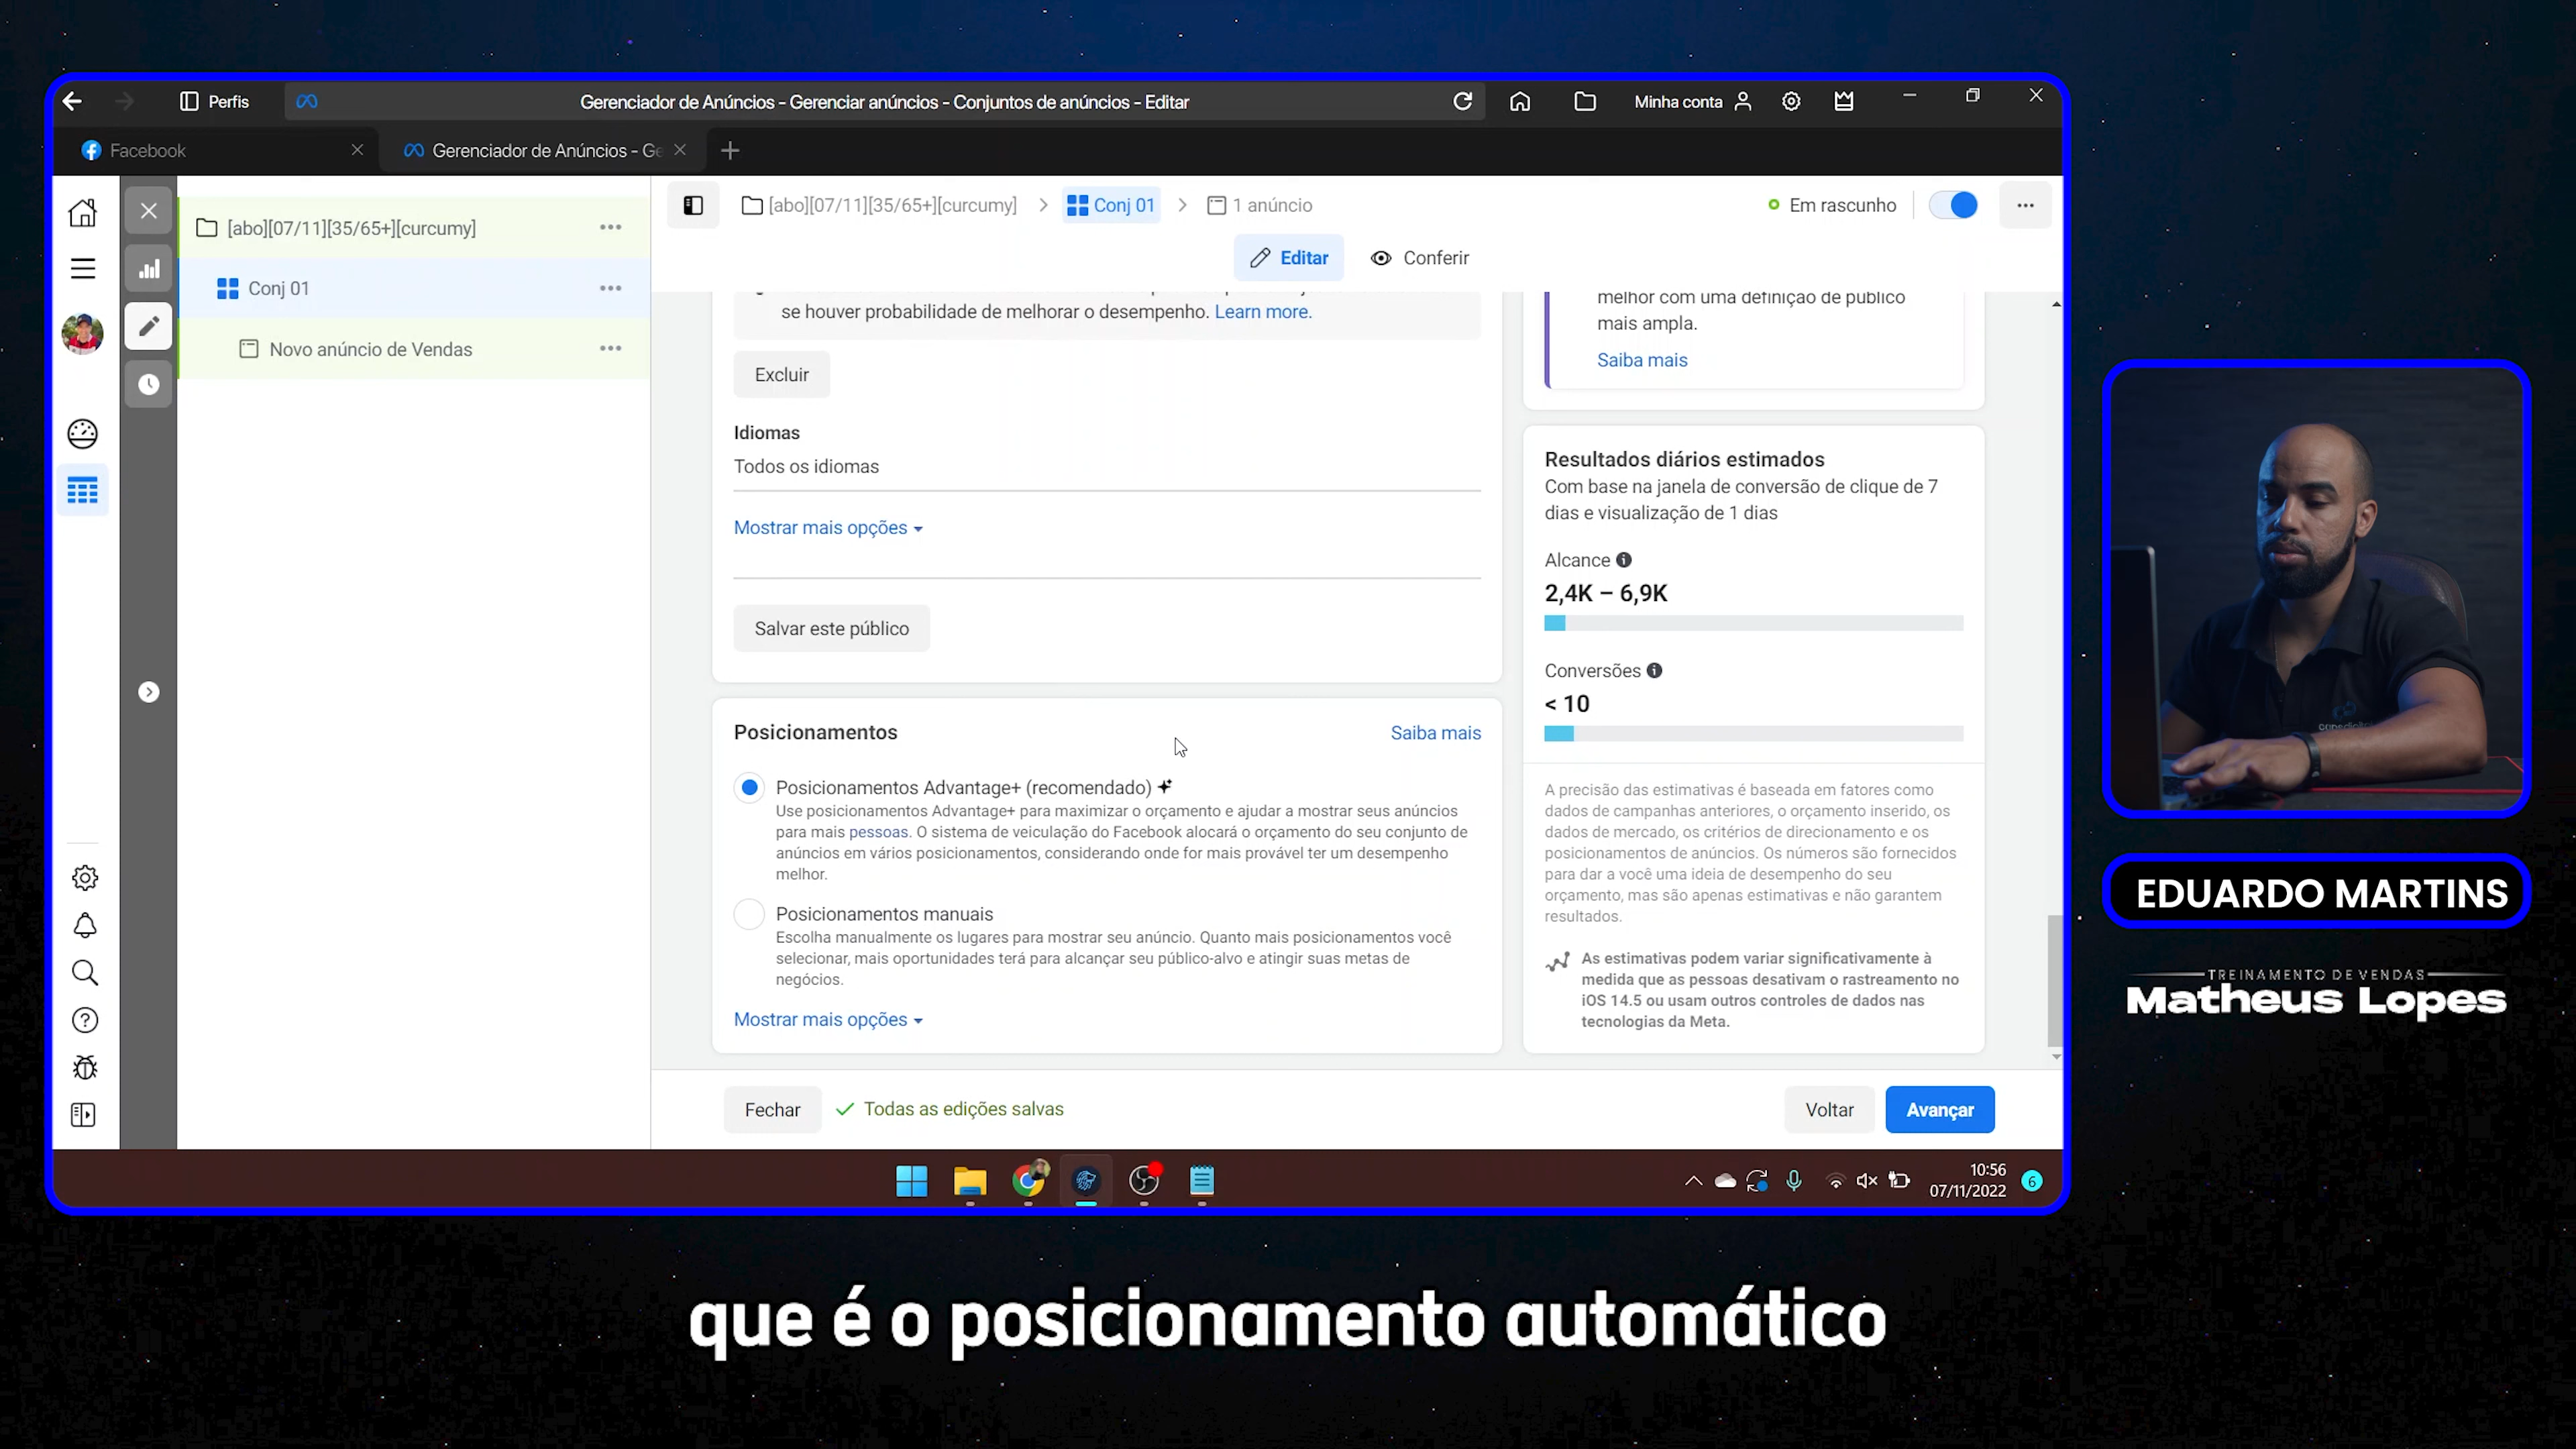 Perfis
Gerenciador de Anúncios - Gerenciar anúncios - Conjuntos de anúncios - Editar
Minha conta
Facebook
Gerenciador de Anúncios - Ge
[abo][07/11][35/65+][curcumy]
Conj 01
Novo anúncio de Vendas
[abo][07/11][35/65+][curcumy]
Conj 01
1 anúncio
Em rascunho
Editar
Conferir
se houver probabilidade de melhorar o desempenho. Learn more.
Excluir
Idiomas
Todos os idiomas
Mostrar mais opções
Salvar este público
Posicionamentos
Saiba mais
Posicionamentos Advantage+ (recomendado)
Use posicionamentos Advantage+ para maximizar o orçamento e ajudar a mostrar seus anúncios
para mais pessoas. O sistema de veiculação do Facebook alocará o orçamento do seu conjunto de
anúncios em vários posicionamentos, considerando onde for mais provável ter um desempenho
melhor.
Posicionamentos manuais
Escolha manualmente os lugares para mostrar seu anúncio. Quanto mais posicionamentos você
selecionar, mais oportunidades terá para alcançar seu público-alvo e atingir suas metas de
negócios.
Mostrar mais opções
melhor com uma definição de público
mais ampla.
Saiba mais
Resultados diários estimados
Com base na janela de conversão de clique de 7
dias e visualização de 1 dias
Alcance
2,4K – 6,9K
Conversões
< 10
A precisão das estimativas é baseada em fatores como
dados de campanhas anteriores, o orçamento inserido, os
dados de mercado, os critérios de direcionamento e os
posicionamentos de anúncios. Os números são fornecidos
para dar a você uma ideia de desempenho do seu
orçamento, mas são apenas estimativas e não garantem
resultados.
As estimativas podem variar significativamente à
medida que as pessoas desativam o rastreamento no
iOS 14.5 ou usam outros controles de dados nas
tecnologias da Meta.
Fechar
Todas as edições salvas
Voltar
Avançar
10:56
07/11/2022
6
EDUARDO MARTINS
TREINAMENTO DE VENDAS
Matheus Lopes
que é o posicionamento automático